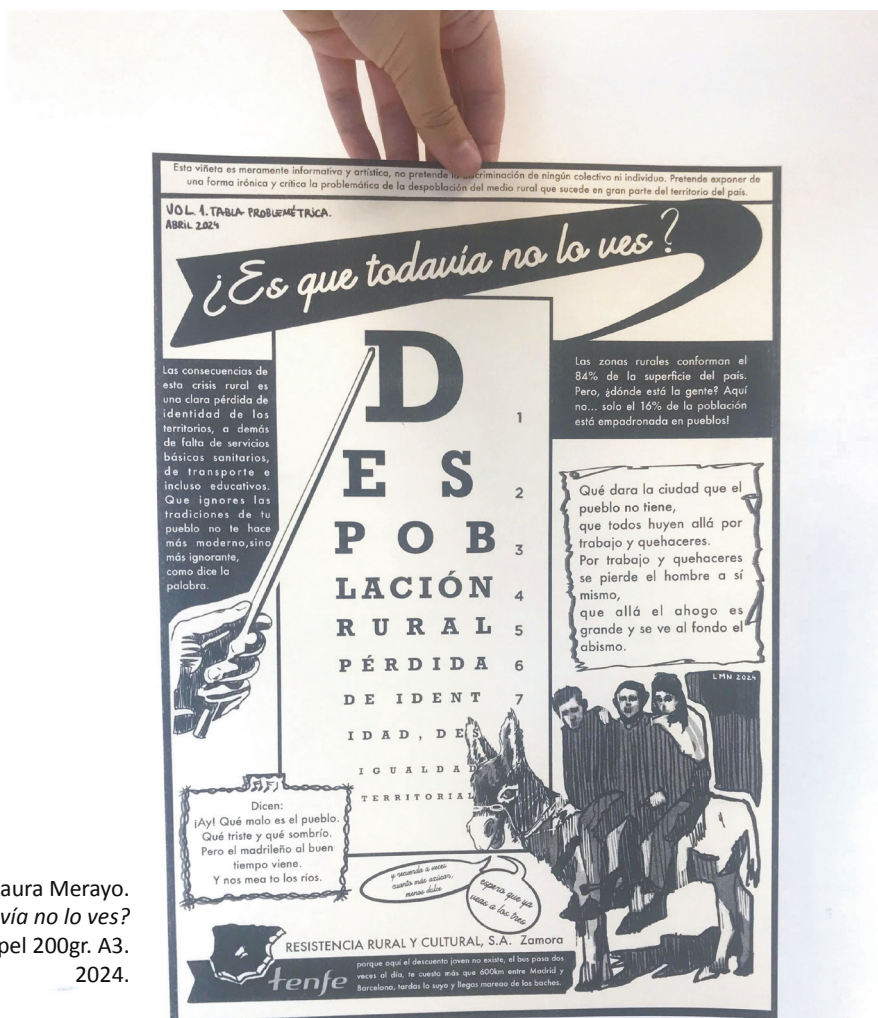 Esta viñeta es meramente informativa y artística, no pretende la discriminación de ningún colectivo ni individuo. Pretende exponer de
una forma irónica y crítica la problemática de la despoblación del medio rural que sucede en gran parte del territorio del país.
VOL. 1. TABLA PROBLEMÉTRICA.
ABRIL 2024
¿Es que todavía no lo ves?
Las consecuencias de
esta crisis rural es
una clara pérdida de
identidad de los
territorios, a demás
de falta de servicios
básicos sanitarios,
de transporte e
incluso educativos.
Que ignores las
tradiciones de tu
pueblo no te hace
más moderno,sino
más ignorante,
como dice la
palabra.
D
1
E S
2
P O B
3
LACIÓN
4
RURAL
5
PÉRDIDA
6
DE IDENT
7
IDAD, DES
IGUALDAD
TERRITORIAL
Las zonas rurales conforman el
84% de la superficie del país.
Pero, ¿dónde está la gente? Aquí
no... solo el 16% de la población
está empadronada en pueblos!
Qué dara la ciudad que el
pueblo no tiene,
que todos huyen allá por
trabajo y quehaceres.
Por trabajo y quehaceres
se pierde el hombre a sí
mismo,
que allá el ahogo es
grande y se ve al fondo el
abismo.
LMN 2024
Dicen:
¡Ay! Qué malo es el pueblo.
Qué triste y qué sombrío.
Pero el madrileño al buen
tiempo viene.
Y nos mea to los ríos.
y recuerda a veces
cuanto más azúcar,
menos dulce
espero que ya
veas a los tres
RESISTENCIA RURAL Y CULTURAL, S.A. Zamora
tenfe
porque aquí el descuento joven no existe, el bus pasa dos
veces al día, te cuesta más que 600km entre Madrid y
Barcelona, tardas lo suyo y llegas mareao de los baches.
aura Merayo.
vía no lo ves?
pel 200gr. A3.
2024.